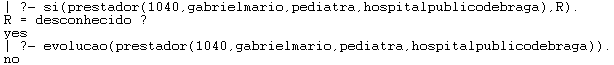 | ?- si(prestador(1040,gabrielmario,pediatra,hospitalpublicodebraga),R).
R = desconhecido ?
yes
| ?- evolucao(prestador(1040,gabrielmario,pediatra,hospitalpublicodebraga)).
no